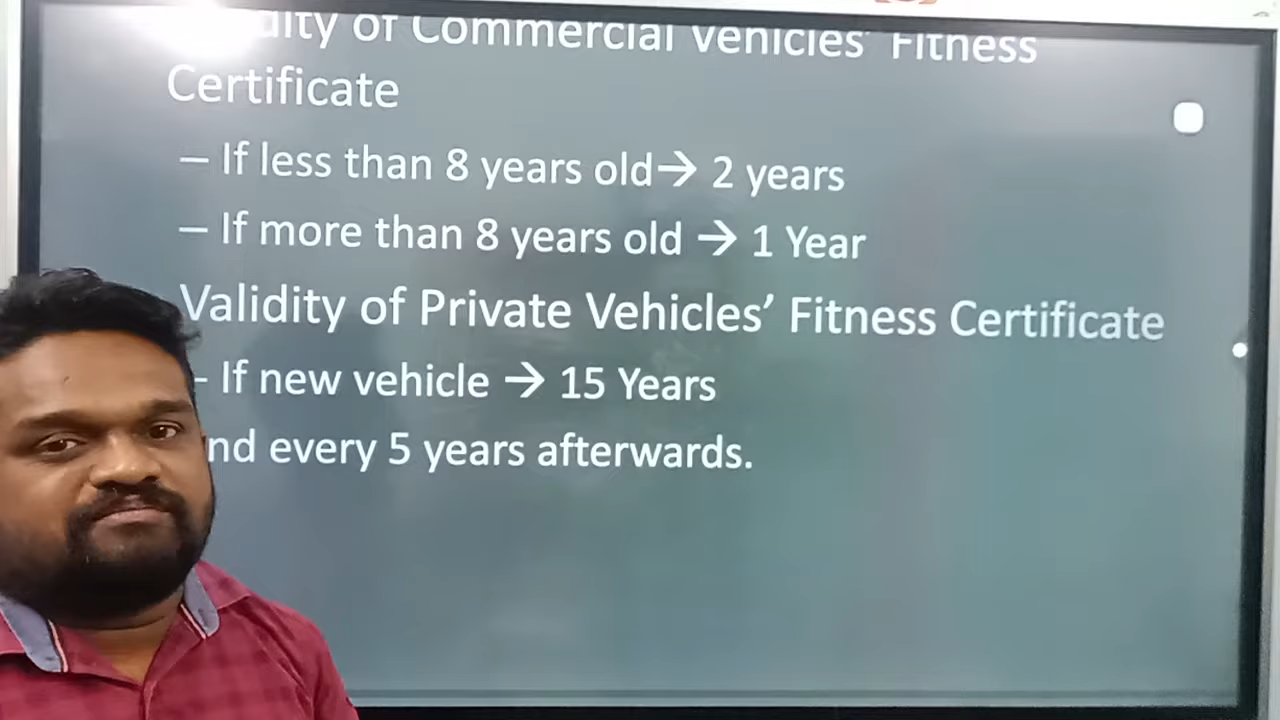 of Commercial Vehicles' Fitness
Certificate
– If less than 8 years old→ 2 years
– If more than 8 years old → 1 Year
Validity of Private Vehicles’ Fitness Certificate
- If new vehicle → 15 Years
every 5 years afterwards.